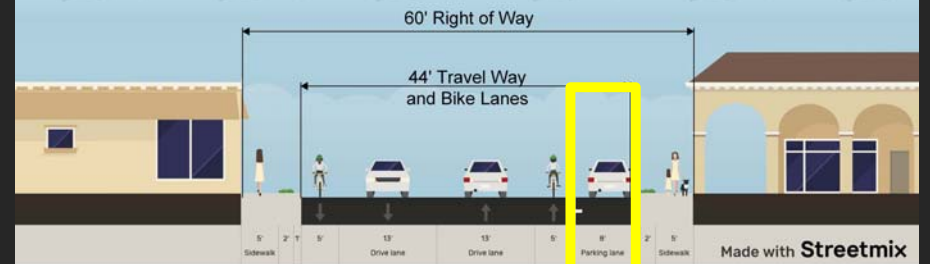 60' Right of Way
44' Travel Way
and Bike Lanes
5' 2' 1' 5' 13' 13' 5' 8' 2' 5'
Sidewalk Drive lane Drive lane Parking lane Sidewalk
Made with Streetmix